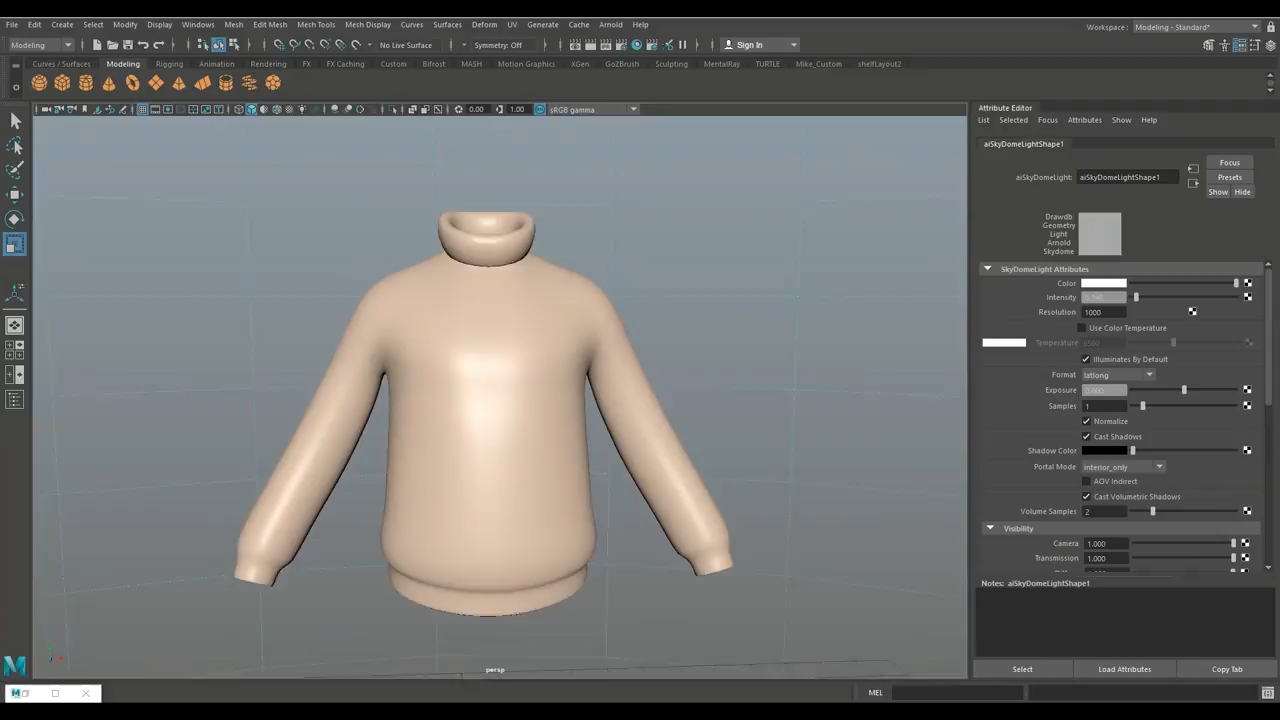 File Edit Create Select Modify Display Windows Mesh Edit Mesh Mesh Tools Mesh Display Curves Surfaces Deform UV Generate Cache Arnold Help
Workspace : Modeling - Standard*
Modeling No Live Surface Symmetry: Off Sign In
Curves / Surfaces Modeling Rigging Animation Rendering FX FX Caching Custom Bifrost MASH Motion Graphics XGen GoZBrush Sculpting MentalRay TURTLE Mike_Custom shelfLayout2
0.00 1.00 sRGB gamma
Attribute Editor
List Selected Focus Attributes Show Help
aiSkyDomeLightShape1
Focus
aiSkyDomeLight: aiSkyDomeLightShape1
Presets
Show Hide
Drawdb
Geometry
Light
Arnold
Skydome
SkyDomeLight Attributes
Color
Intensity
Resolution 1000
Use Color Temperature
Temperature 6500
Illuminates By Default
Format latlong
Exposure 0.000
Samples 1
Normalize
Cast Shadows
Shadow Color
Portal Mode interior_only
AOV Indirect
Cast Volumetric Shadows
Volume Samples 2
Visibility
Camera 1.000
Transmission 1.000
Notes: aiSkyDomeLightShape1
persp
Select Load Attributes Copy Tab
MEL